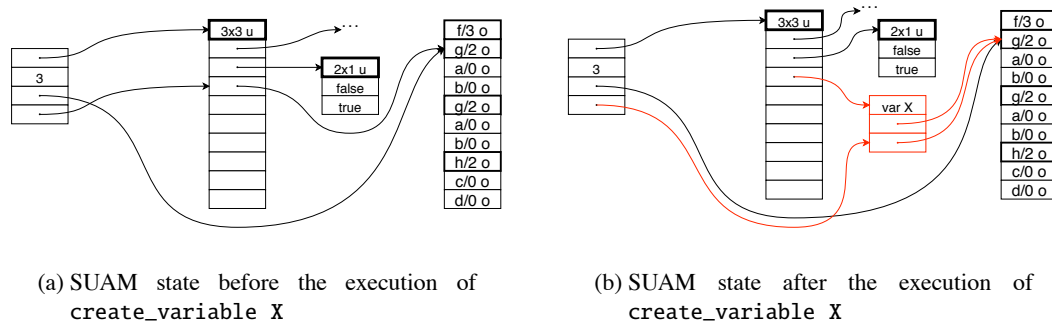 3
3x3 u
...
2x1 u
false
true
f/3 o
g/2 o
a/0 o
b/0 o
g/2 o
a/0 o
b/0 o
h/2 o
c/0 o
d/0 o
(a) SUAM state before the execution of
create_variable X
3
3x3 u
...
2x1 u
false
true
var X
f/3 o
g/2 o
a/0 o
b/0 o
g/2 o
a/0 o
b/0 o
h/2 o
c/0 o
d/0 o
(b) SUAM state after the execution of
create_variable X